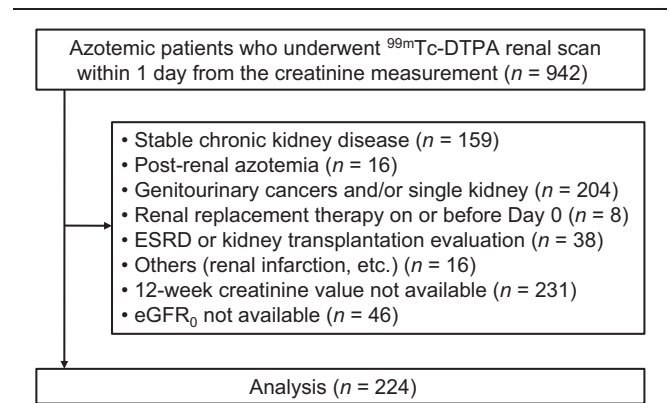 Azotemic patients who underwent ⁹⁹ᵐTc-DTPA renal scan
within 1 day from the creatinine measurement (n = 942)
• Stable chronic kidney disease (n = 159)
• Post-renal azotemia (n = 16)
• Genitourinary cancers and/or single kidney (n = 204)
• Renal replacement therapy on or before Day 0 (n = 8)
• ESRD or kidney transplantation evaluation (n = 38)
• Others (renal infarction, etc.) (n = 16)
• 12-week creatinine value not available (n = 231)
• eGFR₀ not available (n = 46)
Analysis (n = 224)